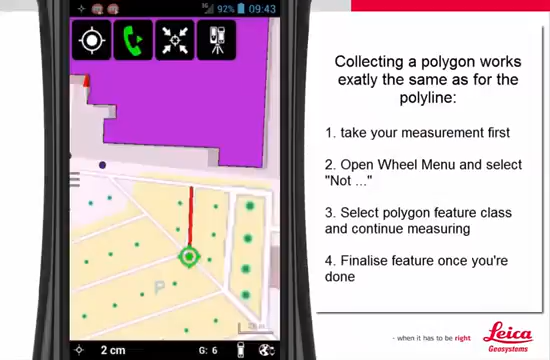 3G 92% 09:43
Collecting a polygon works
exatly the same as for the
polyline:
1. take your measurement first
2. Open Wheel Menu and select
"Not ..."
3. Select polygon feature class
and continue measuring
4. Finalise feature once you're
done
P
2 cm G: 6
- when it has to be right
Leica
Geosystems